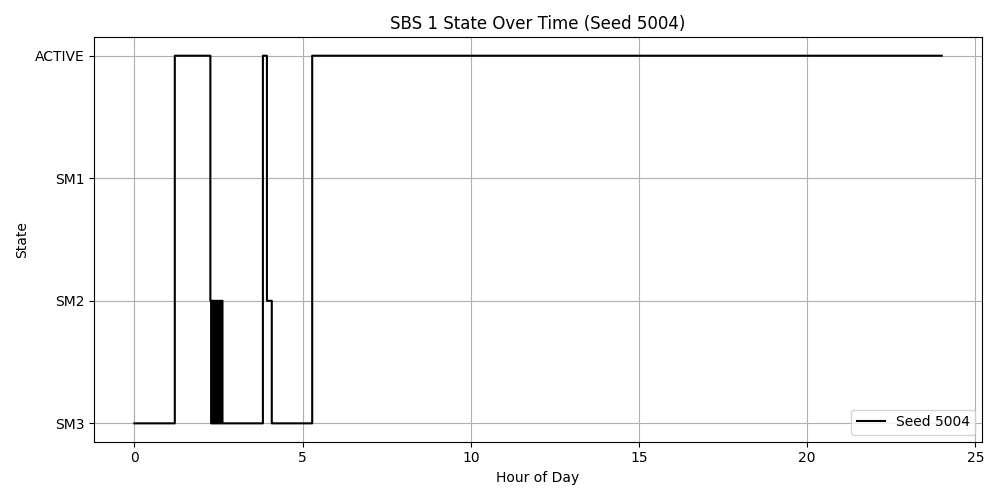 SBS 1 State Over Time (Seed 5004)
ACTIVE
SM1
SM2
SM3
State
0
5
10
15
20
25
Hour of Day
Seed 5004